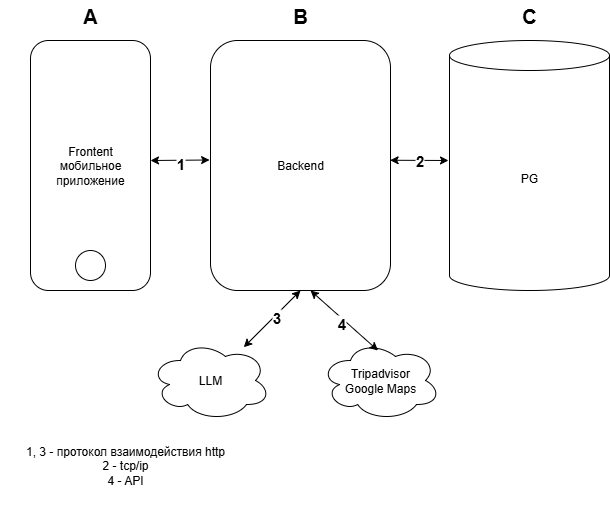 A
B
C
Frontent
мобильное
приложение
Backend
PG
1
2
3
4
LLM
Tripadvisor
Google Maps
1, 3 - протокол взаимодействия http
2 - tcp/ip
4 - API